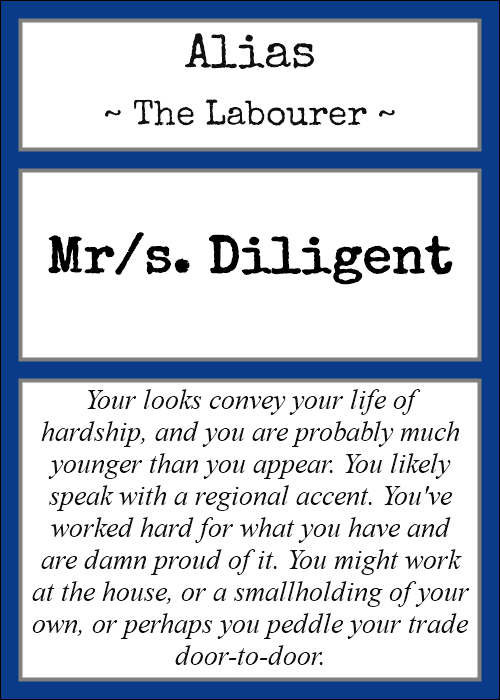 Alias
~ The Labourer ~
Mr/s. Diligent
Your looks convey your life of
hardship, and you are probably much
younger than you appear. You likely
speak with a regional accent. You've
worked hard for what you have and
are damn proud of it. You might work
at the house, or a smallholding of your
own, or perhaps you peddle your trade
door-to-door.